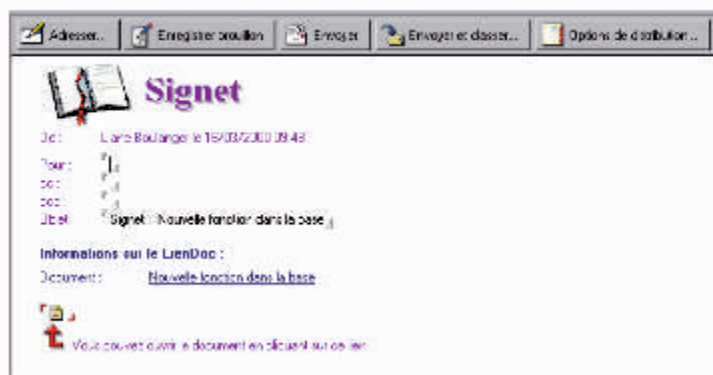 Adresser... Enregistrer brouillon Envoyer Envoyer et classer... Options de distribution...
Signet
De : Liane Boulanger le 16/03/2000 09:43
Pour :
cc :
bcc :
Objet : Signet : Nouvelle fonction dans la base
Informations sur le LienDoc :
Document : Nouvelle fonction dans la base
Vous pouvez ouvrir le document en cliquant sur ce lien